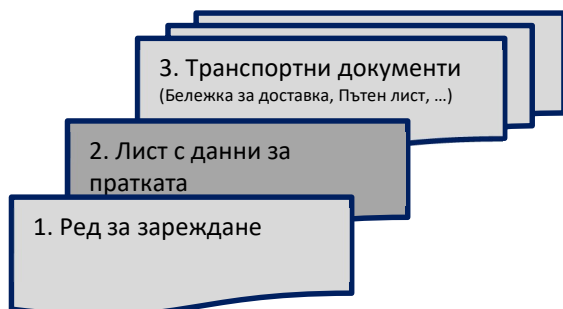 3. Транспортни документи
(Бележка за доставка, Пътен лист, …)
2. Лист с данни за
пратката
1. Ред за зареждане